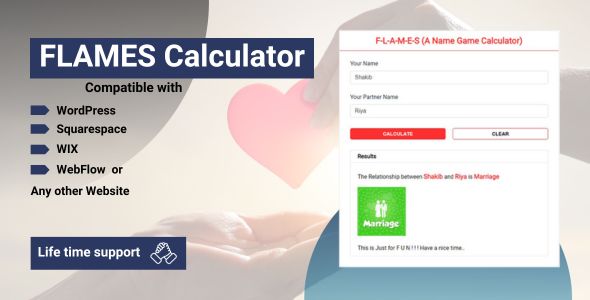 FLAMES Calculator
Compatible with
WordPress
Squarespace
WIX
WebFlow or
Any other Website
Life time support
F-L-A-M-E-S (A Name Game Calculator)
Your Name
Shakib
Your Partner Name
Riya
CALCULATE
CLEAR
Results
The Relationship between Shakib and Riya is Marriage
Marriage
This is Just for F U N ! ! ! Have a nice time..